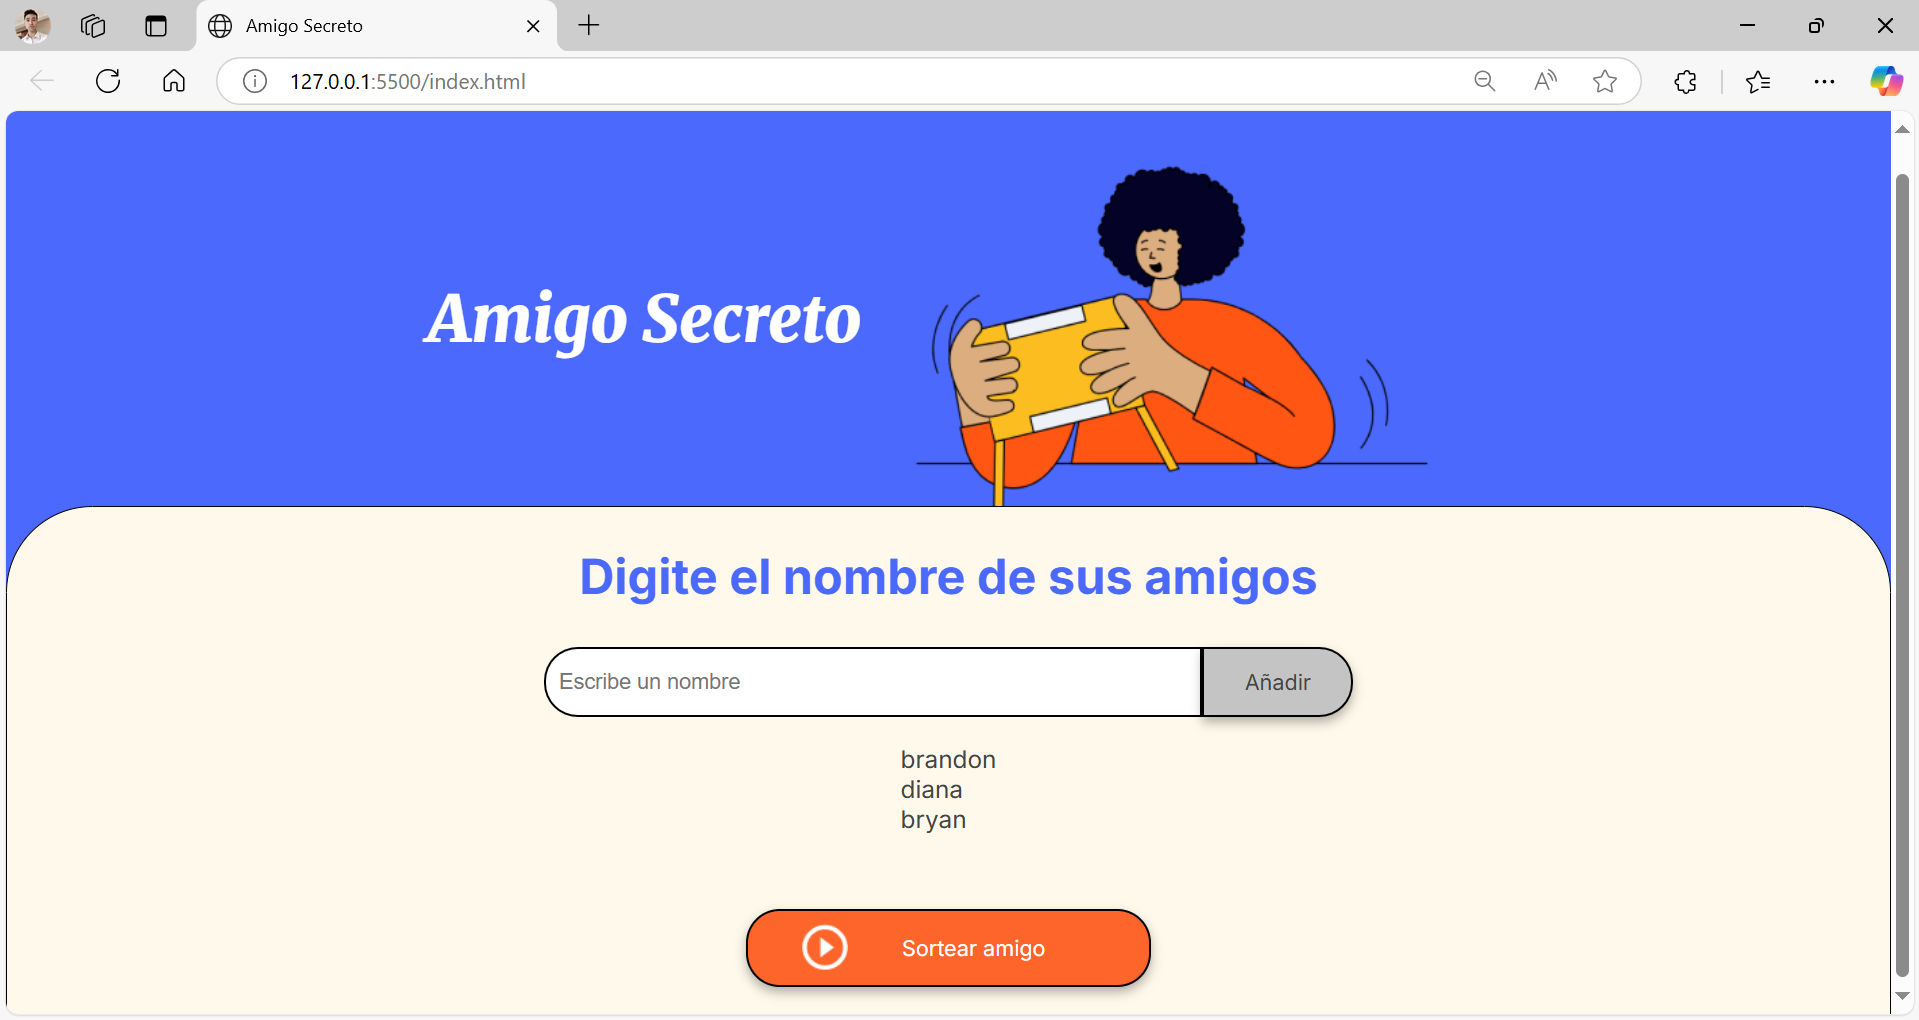 Amigo Secreto
127.0.0.1:5500/index.html
Amigo Secreto
Digite el nombre de sus amigos
Escribe un nombre
Añadir
brandon
diana
bryan
Sortear amigo